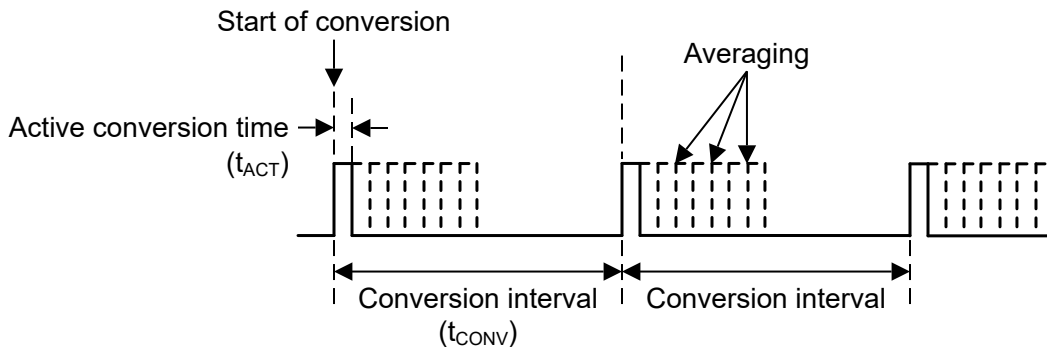 Start of conversion
Averaging
Active conversion time
(tACT)
Conversion interval
(tCONV)
Conversion interval